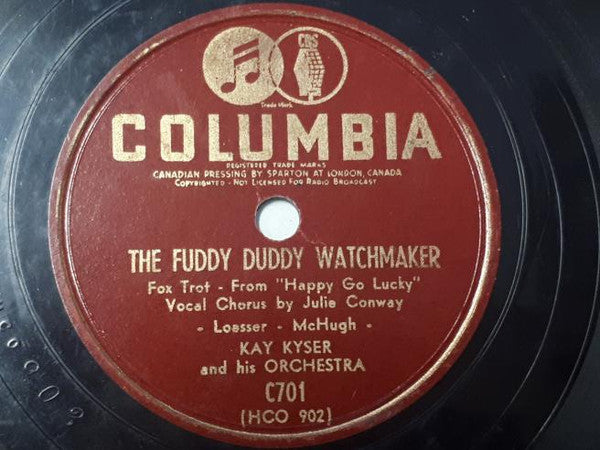 CBS
Trade Mark
COLUMBIA
REGISTERED TRADE MARKS
CANADIAN PRESSING BY SPARTON AT LONDON, CANADA
COPYRIGHTED - NOT LICENSED FOR RADIO BROADCAST
THE FUDDY DUDDY WATCHMAKER
Fox Trot - From "Happy Go Lucky"
Vocal Chorus by Julie Conway
- Loesser - McHugh -
KAY KYSER
and his ORCHESTRA
C701
(HCO 902)